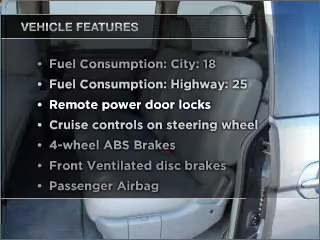 VEHICLE FEATURES
• Fuel Consumption: City: 18
• Fuel Consumption: Highway: 25
• Remote power door locks
• Cruise controls on steering wheel
• 4-wheel ABS Brakes
• Front Ventilated disc brakes
• Passenger Airbag